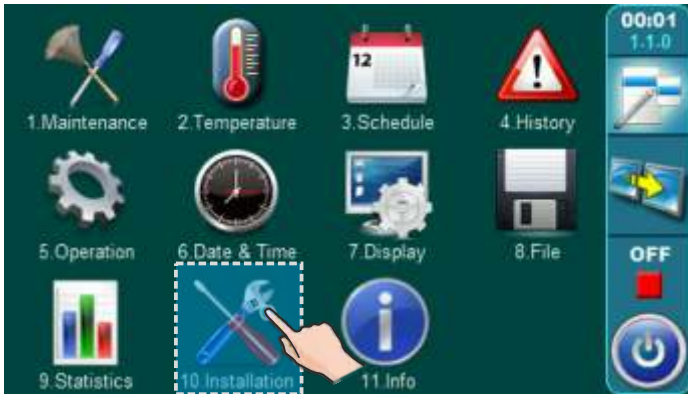 00:01
1.1.0
12
1.Maintenance
2.Temperature
3.Schedule
4.History
5.Operation
6.Date & Time
7.Display
8.File
OFF
9.Statistics
10.Installation
11.Info